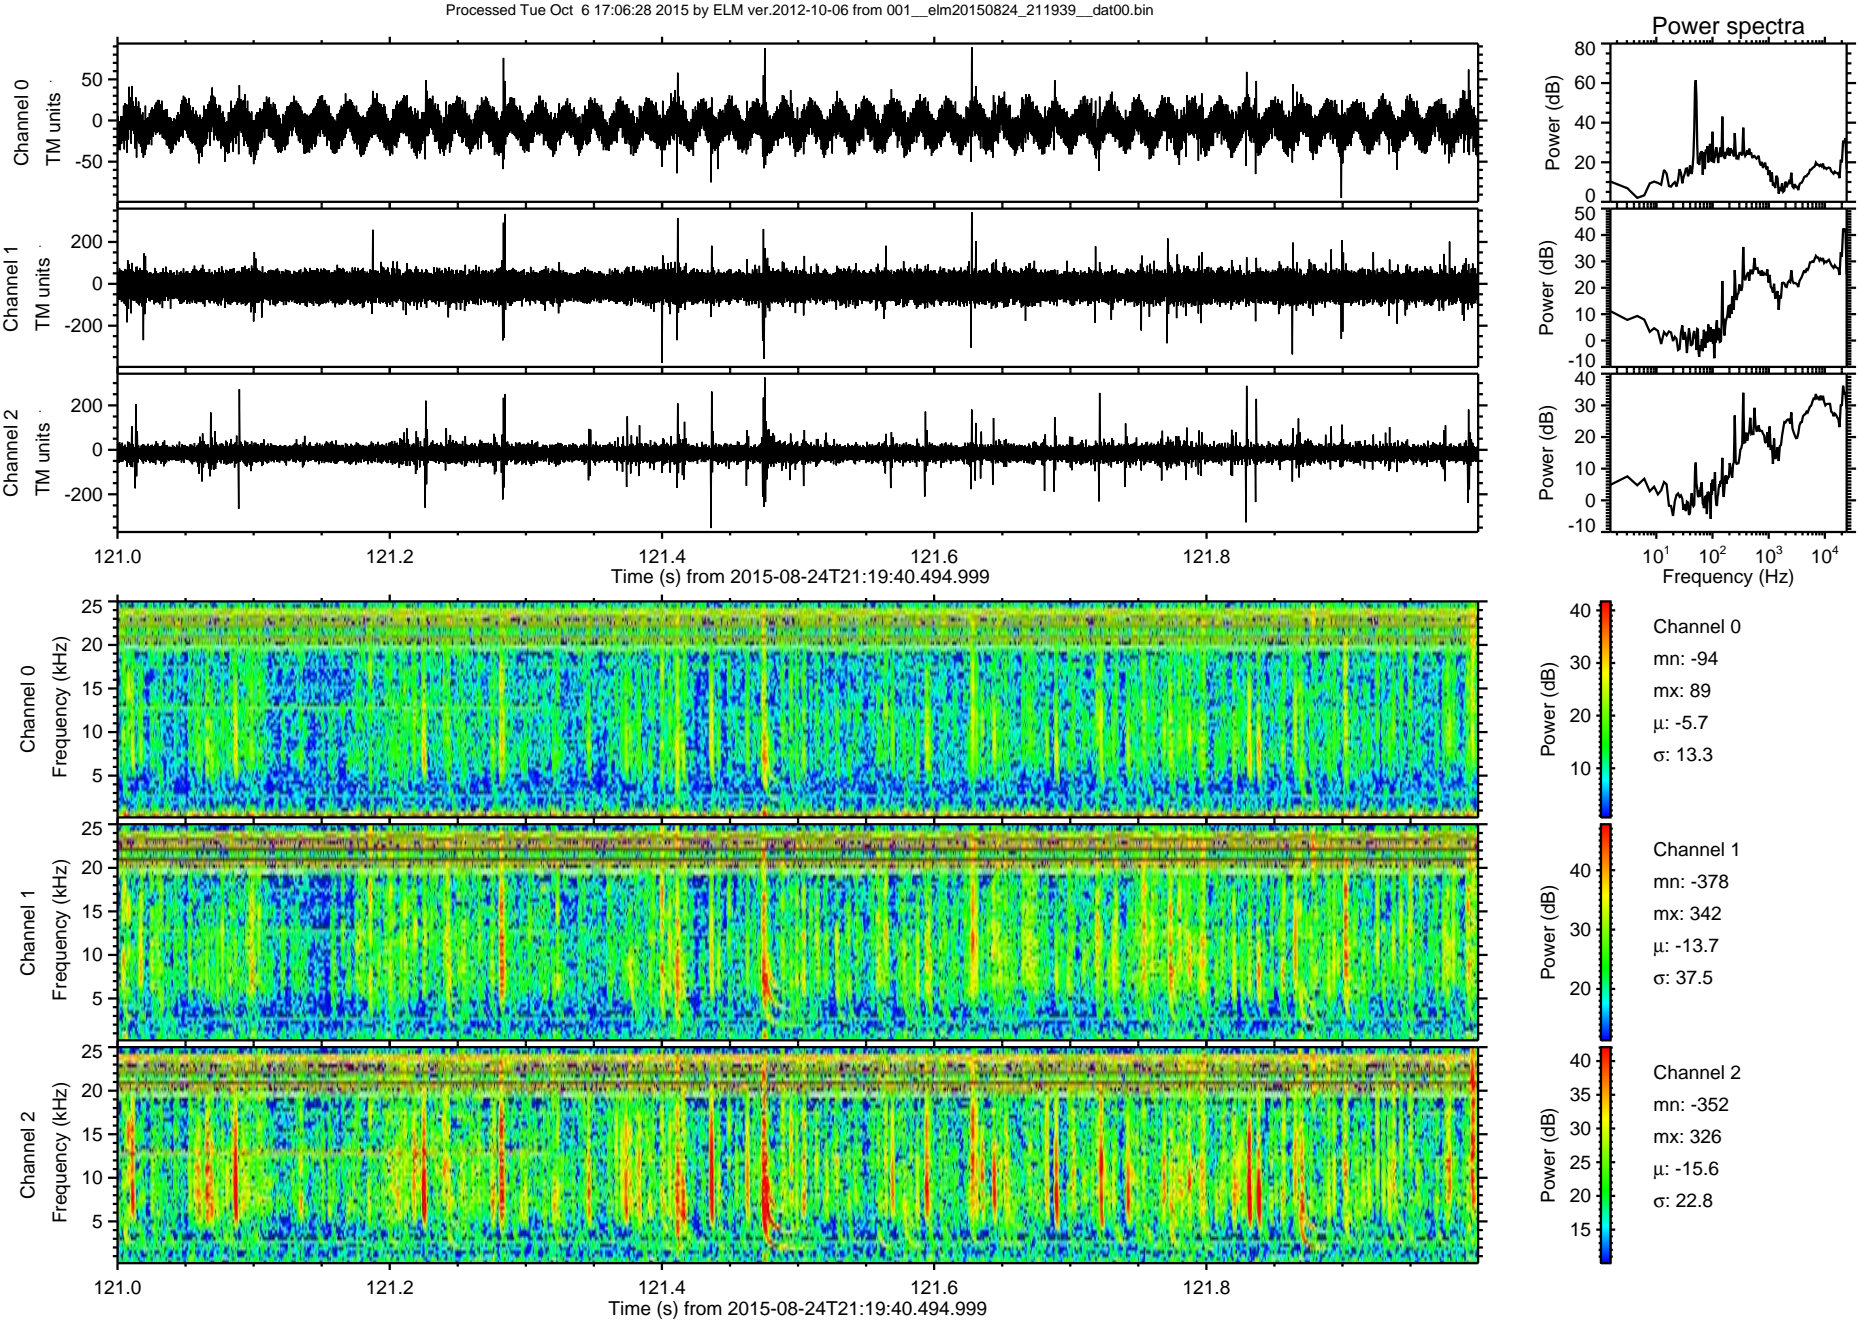 Processed Tue Oct  6 17:06:28 2015 by ELM ver.2012-10-06 from 001__elm20150824_211939__dat00.bin
Power spectra
Channel 0
TM units
50
0
-50
Power (dB)
80
60
40
20
0
Channel 1
TM units
200
0
-200
Power (dB)
50
40
30
20
10
0
-10
Channel 2
TM units
200
0
-200
Power (dB)
40
30
20
10
0
-10
121.0
121.2
121.4
121.6
121.8
Time (s) from 2015-08-24T21:19:40.494.999
10¹
10²
10³
10⁴
Frequency (Hz)
Channel 0
Frequency (kHz)
25
20
15
10
5
Power (dB)
40
30
20
10
Channel 0
mn: -94
mx: 89
μ: -5.7
σ: 13.3
Channel 1
Frequency (kHz)
25
20
15
10
5
Power (dB)
40
30
20
Channel 1
mn: -378
mx: 342
μ: -13.7
σ: 37.5
Channel 2
Frequency (kHz)
25
20
15
10
5
Power (dB)
40
35
30
25
20
15
Channel 2
mn: -352
mx: 326
μ: -15.6
σ: 22.8
121.0
121.2
121.4
121.6
121.8
Time (s) from 2015-08-24T21:19:40.494.999